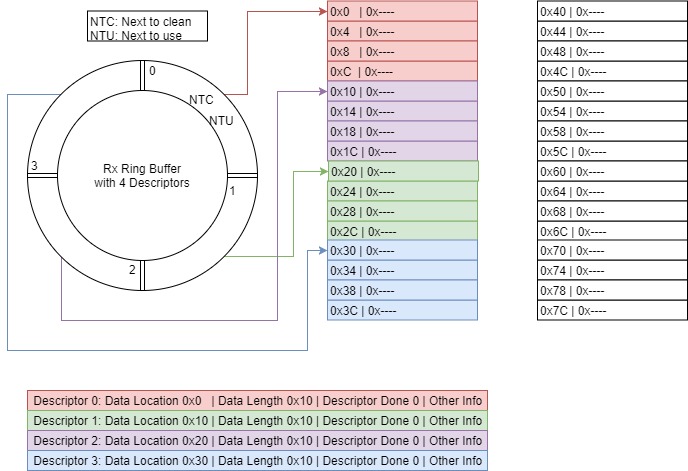 NTC: Next to clean
NTU: Next to use
0
NTC
NTU
3
Rx Ring Buffer
with 4 Descriptors
1
2
0x0 | 0x----
0x4 | 0x----
0x8 | 0x----
0xC | 0x----
0x10 | 0x----
0x14 | 0x----
0x18 | 0x----
0x1C | 0x----
0x20 | 0x----
0x24 | 0x----
0x28 | 0x----
0x2C | 0x----
0x30 | 0x----
0x34 | 0x----
0x38 | 0x----
0x3C | 0x----
0x40 | 0x----
0x44 | 0x----
0x48 | 0x----
0x4C | 0x----
0x50 | 0x----
0x54 | 0x----
0x58 | 0x----
0x5C | 0x----
0x60 | 0x----
0x64 | 0x----
0x68 | 0x----
0x6C | 0x----
0x70 | 0x----
0x74 | 0x----
0x78 | 0x----
0x7C | 0x----
Descriptor 0: Data Location 0x0 | Data Length 0x10 | Descriptor Done 0 | Other Info
Descriptor 1: Data Location 0x10 | Data Length 0x10 | Descriptor Done 0 | Other Info
Descriptor 2: Data Location 0x20 | Data Length 0x10 | Descriptor Done 0 | Other Info
Descriptor 3: Data Location 0x30 | Data Length 0x10 | Descriptor Done 0 | Other Info